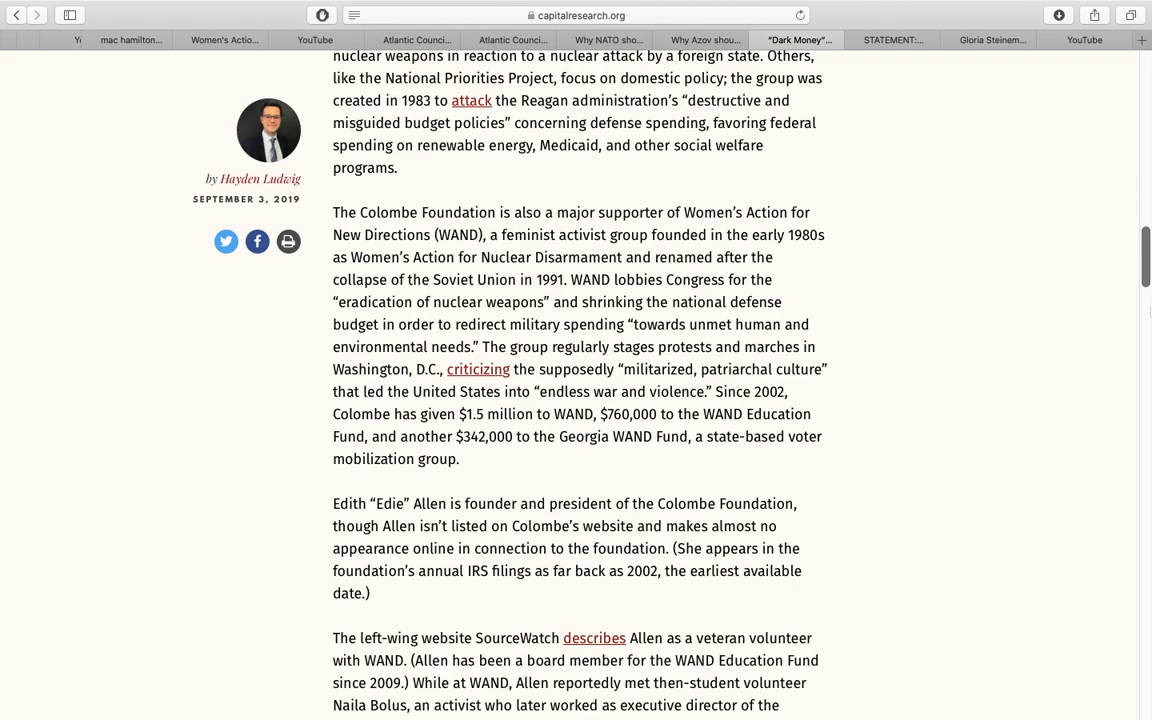 capitalresearch.org
Y
mac hamilton...
Women's Actio...
YouTube
Atlantic Counci...
Atlantic Counci...
Why NATO sho...
Why Azov shou...
"Dark Money"...
STATEMENT:...
Gloria Steinem...
YouTube
nuclear weapons in reaction to a nuclear attack by a foreign state. Others,
like the National Priorities Project, focus on domestic policy; the group was
created in 1983 to attack the Reagan administration’s “destructive and
misguided budget policies” concerning defense spending, favoring federal
spending on renewable energy, Medicaid, and other social welfare
programs.
by Hayden Ludwig
SEPTEMBER 3, 2019
The Colombe Foundation is also a major supporter of Women’s Action for
New Directions (WAND), a feminist activist group founded in the early 1980s
as Women’s Action for Nuclear Disarmament and renamed after the
collapse of the Soviet Union in 1991. WAND lobbies Congress for the
“eradication of nuclear weapons” and shrinking the national defense
budget in order to redirect military spending “towards unmet human and
environmental needs.” The group regularly stages protests and marches in
Washington, D.C., criticizing the supposedly “militarized, patriarchal culture”
that led the United States into “endless war and violence.” Since 2002,
Colombe has given $1.5 million to WAND, $760,000 to the WAND Education
Fund, and another $342,000 to the Georgia WAND Fund, a state-based voter
mobilization group.
Edith “Edie” Allen is founder and president of the Colombe Foundation,
though Allen isn’t listed on Colombe’s website and makes almost no
appearance online in connection to the foundation. (She appears in the
foundation’s annual IRS filings as far back as 2002, the earliest available
date.)
The left-wing website SourceWatch describes Allen as a veteran volunteer
with WAND. (Allen has been a board member for the WAND Education Fund
since 2009.) While at WAND, Allen reportedly met then-student volunteer
Naila Bolus, an activist who later worked as executive director of the